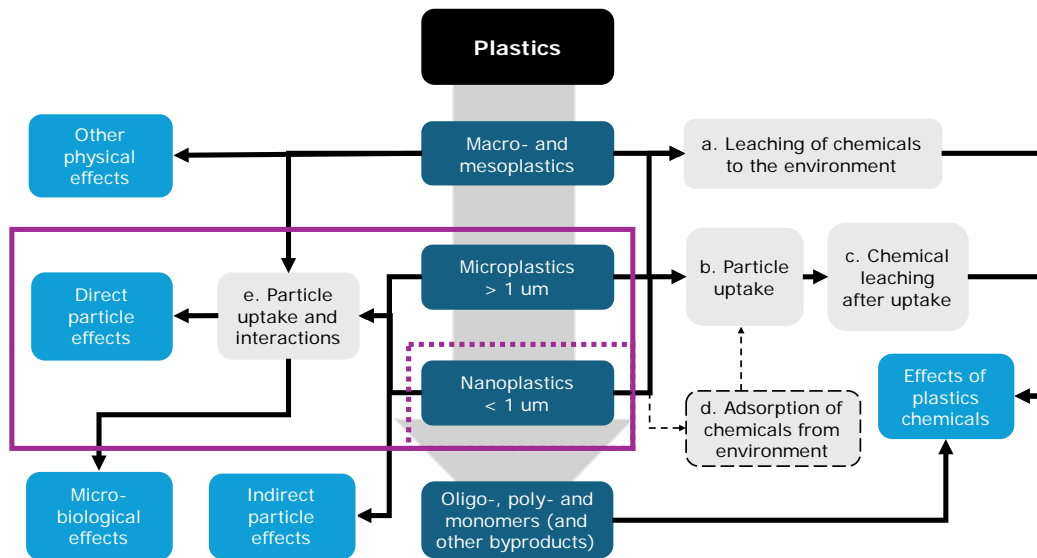 Plastics
Other
physical
effects
Macro- and
mesoplastics
a. Leaching of chemicals
to the environment
Direct
particle
effects
e. Particle
uptake and
interactions
Microplastics
> 1 um
b. Particle
uptake
c. Chemical
leaching
after uptake
Nanoplastics
< 1 um
d. Adsorption of
chemicals from
environment
Effects of
plastics
chemicals
Micro-
biological
effects
Indirect
particle
effects
Oligo-, poly- and
monomers (and
other byproducts)